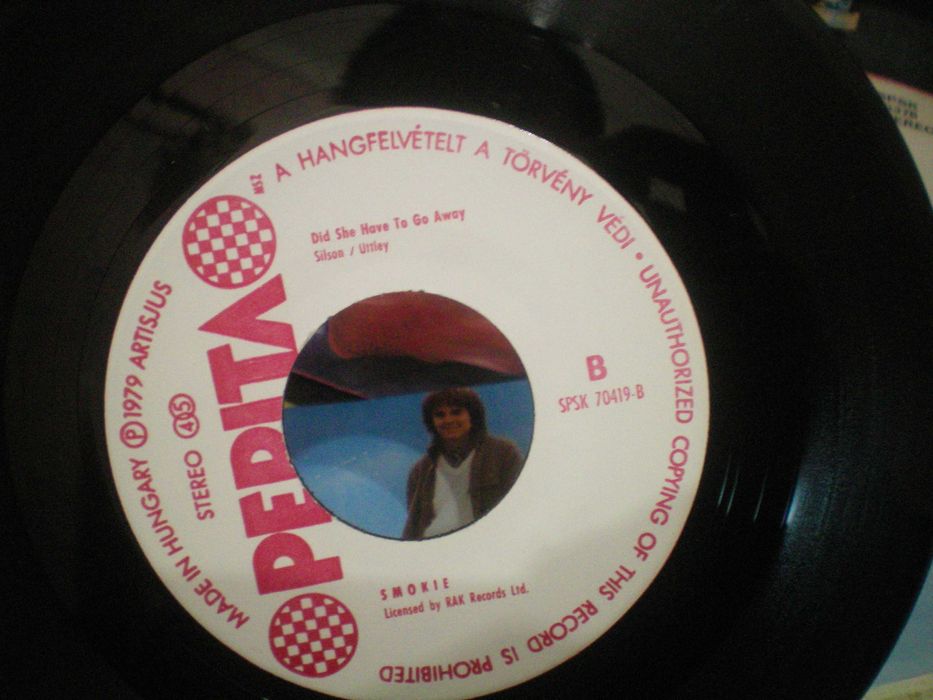 A HANGFELVÉTELT A TÖRVÉNY VÉDI • UNAUTHORIZED COPYING OF THIS RECORD IS PROHIBITED
MADE IN HUNGARY Ⓟ 1979 ARTISJUS
STEREO 45
MSZ
PEPITA
Did She Have To Go Away
Silson / Uttley
B
SPSK 70419-B
SMOKIE
Licensed by RAK Records Ltd.